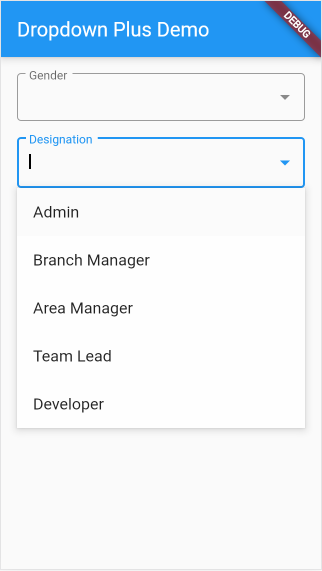 Dropdown Plus Demo
DEBUG
Gender
Designation
Admin
Branch Manager
Area Manager
Team Lead
Developer